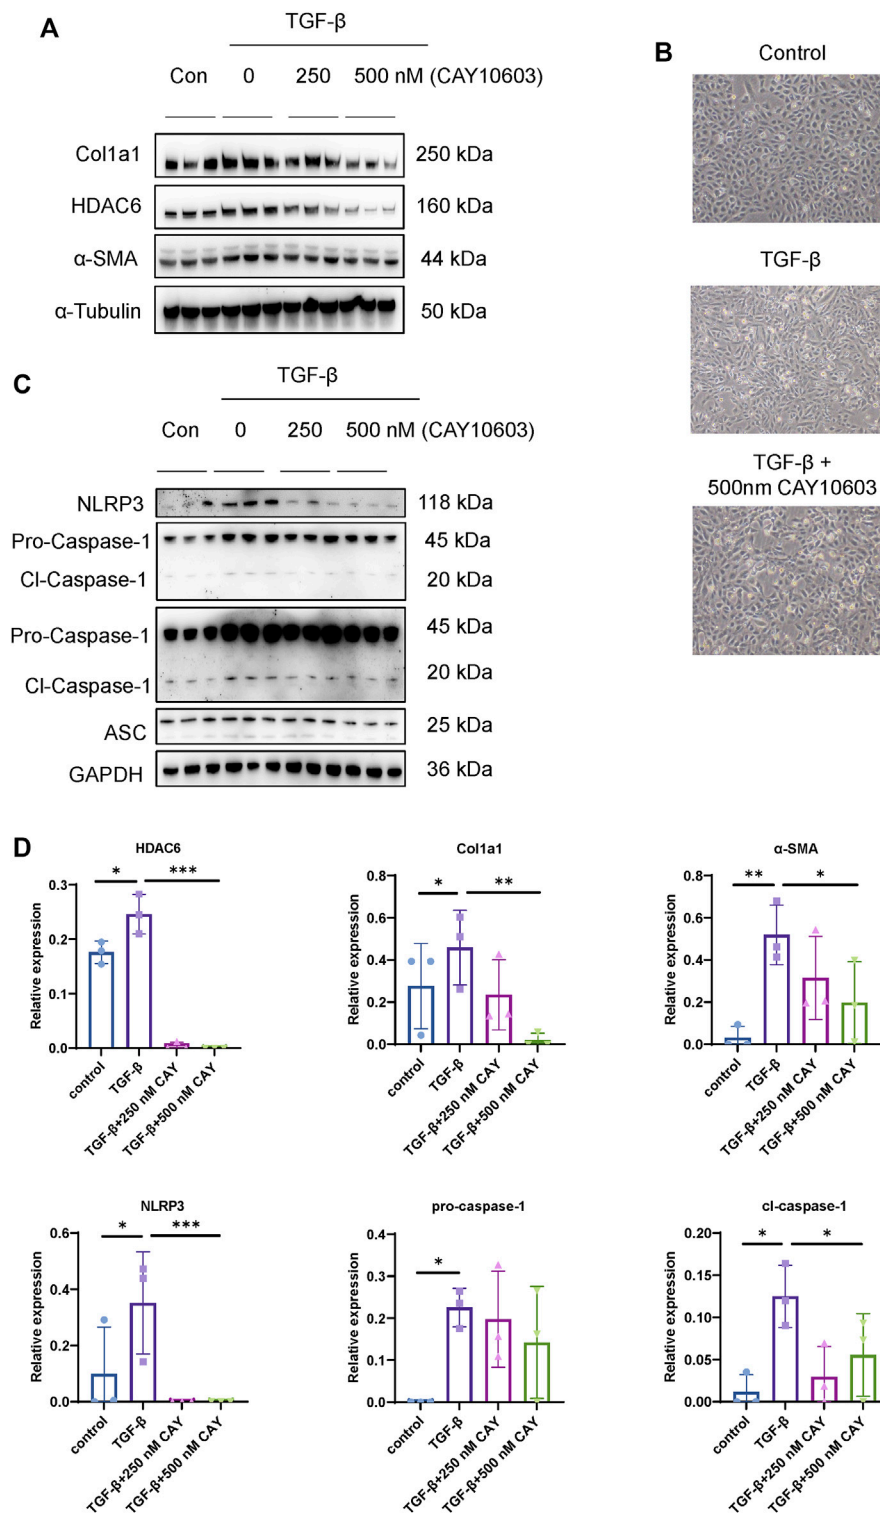 A
TGF-β
Con 0 250 500 nM (CAY10603)
Col1a1 250 kDa
HDAC6 160 kDa
α-SMA 44 kDa
α-Tubulin 50 kDa
B
Control
TGF-β
TGF-β +
500nm CAY10603
C
TGF-β
Con 0 250 500 nM (CAY10603)
NLRP3 118 kDa
Pro-Caspase-1 45 kDa
Cl-Caspase-1 20 kDa
Pro-Caspase-1 45 kDa
Cl-Caspase-1 20 kDa
ASC 25 kDa
GAPDH 36 kDa
D
HDAC6
Relative expression
0.3
0.2
0.1
0.0
* ***
control
TGF-β
TGF-β+250 nM CAY
TGF-β+500 nM CAY
Col1a1
Relative expression
0.8
0.6
0.4
0.2
0.0
* **
control
TGF-β
TGF-β+250 nM CAY
TGF-β+500 nM CAY
α-SMA
Relative expression
0.8
0.6
0.4
0.2
0.0
** *
control
TGF-β
TGF-β+250 nM CAY
TGF-β+500 nM CAY
NLRP3
Relative expression
0.6
0.4
0.2
0.0
* ***
control
TGF-β
TGF-β+250 nM CAY
TGF-β+500 nM CAY
pro-caspase-1
Relative expression
0.4
0.3
0.2
0.1
0.0
*
control
TGF-β
TGF-β+250 nM CAY
TGF-β+500 nM CAY
cl-caspase-1
Relative expression
0.20
0.15
0.10
0.05
0.00
* *
control
TGF-β
TGF-β+250 nM CAY
TGF-β+500 nM CAY